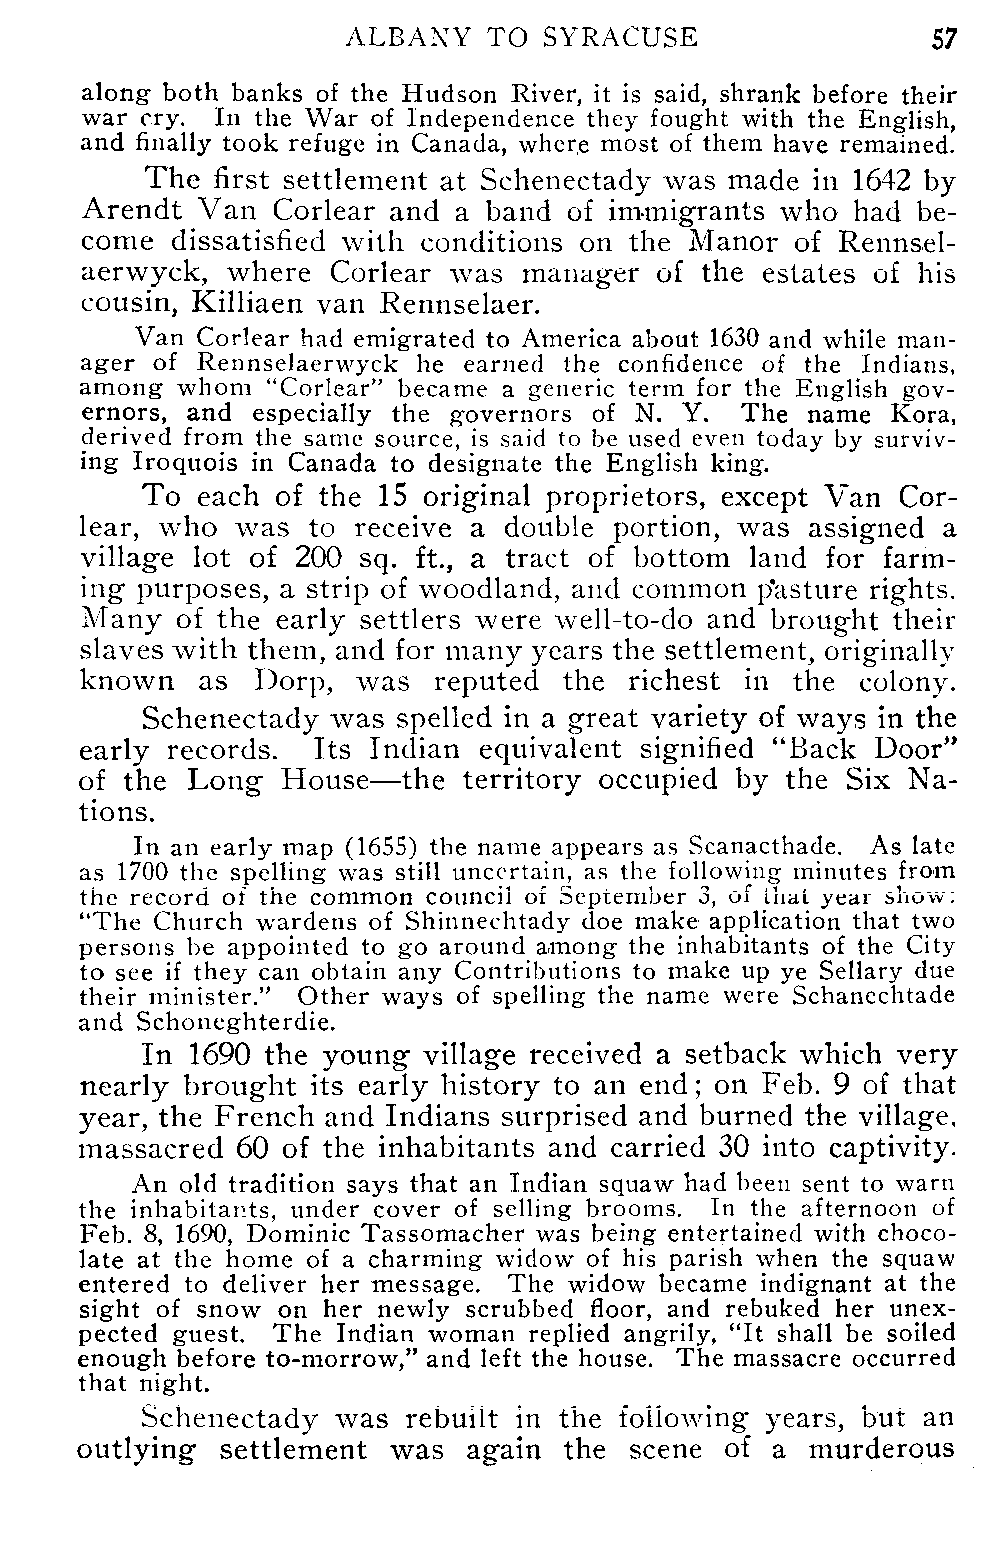 ALBANY TO SYRACUSE 57
along both banks of the Hudson River, it is said, shrank before their
war cry. In the War of Independence they fought with the English,
and finally took refuge in Canada, where most of them have remained.
The first settlement at Schenectady was made in 1642 by
Arendt Van Corlear and a band of immigrants who had be-
come dissatisfied with conditions on the Manor of Rennsel-
aerwyck, where Corlear was manager of the estates of his
cousin, Killiaen van Rennselaer.
Van Corlear had emigrated to America about 1630 and while man-
ager of Rennselaerwyck he earned the confidence of the Indians,
among whom "Corlear" became a generic term for the English gov-
ernors, and especially the governors of N. Y. The name Kora,
derived from the same source, is said to be used even today by surviv-
ing Iroquois in Canada to designate the English king.
To each of the 15 original proprietors, except Van Cor-
lear, who was to receive a double portion, was assigned a
village lot of 200 sq. ft., a tract of bottom land for farm-
ing purposes, a strip of woodland, and common pasture rights.
Many of the early settlers were well-to-do and brought their
slaves with them, and for many years the settlement, originally
known as Dorp, was reputed the richest in the colony.
Schenectady was spelled in a great variety of ways in the
early records. Its Indian equivalent signified "Back Door"
of the Long House—the territory occupied by the Six Na-
tions.
In an early map (1655) the name appears as Scanacthade. As late
as 1700 the spelling was still uncertain, as the following minutes from
the record of the common council of September 3, of that year show:
"The Church wardens of Shinnechtady doe make application that two
persons be appointed to go around among the inhabitants of the City
to see if they can obtain any Contributions to make up ye Sellary due
their minister." Other ways of spelling the name were Schanechtade
and Schoneghterdie.
In 1690 the young village received a setback which very
nearly brought its early history to an end; on Feb. 9 of that
year, the French and Indians surprised and burned the village,
massacred 60 of the inhabitants and carried 30 into captivity.
An old tradition says that an Indian squaw had been sent to warn
the inhabitants, under cover of selling brooms. In the afternoon of
Feb. 8, 1690, Dominic Tassomacher was being entertained with choco-
late at the home of a charming widow of his parish when the squaw
entered to deliver her message. The widow became indignant at the
sight of snow on her newly scrubbed floor, and rebuked her unex-
pected guest. The Indian woman replied angrily, "It shall be soiled
enough before to-morrow," and left the house. The massacre occurred
that night.
Schenectady was rebuilt in the following years, but an
outlying settlement was again the scene of a murderous